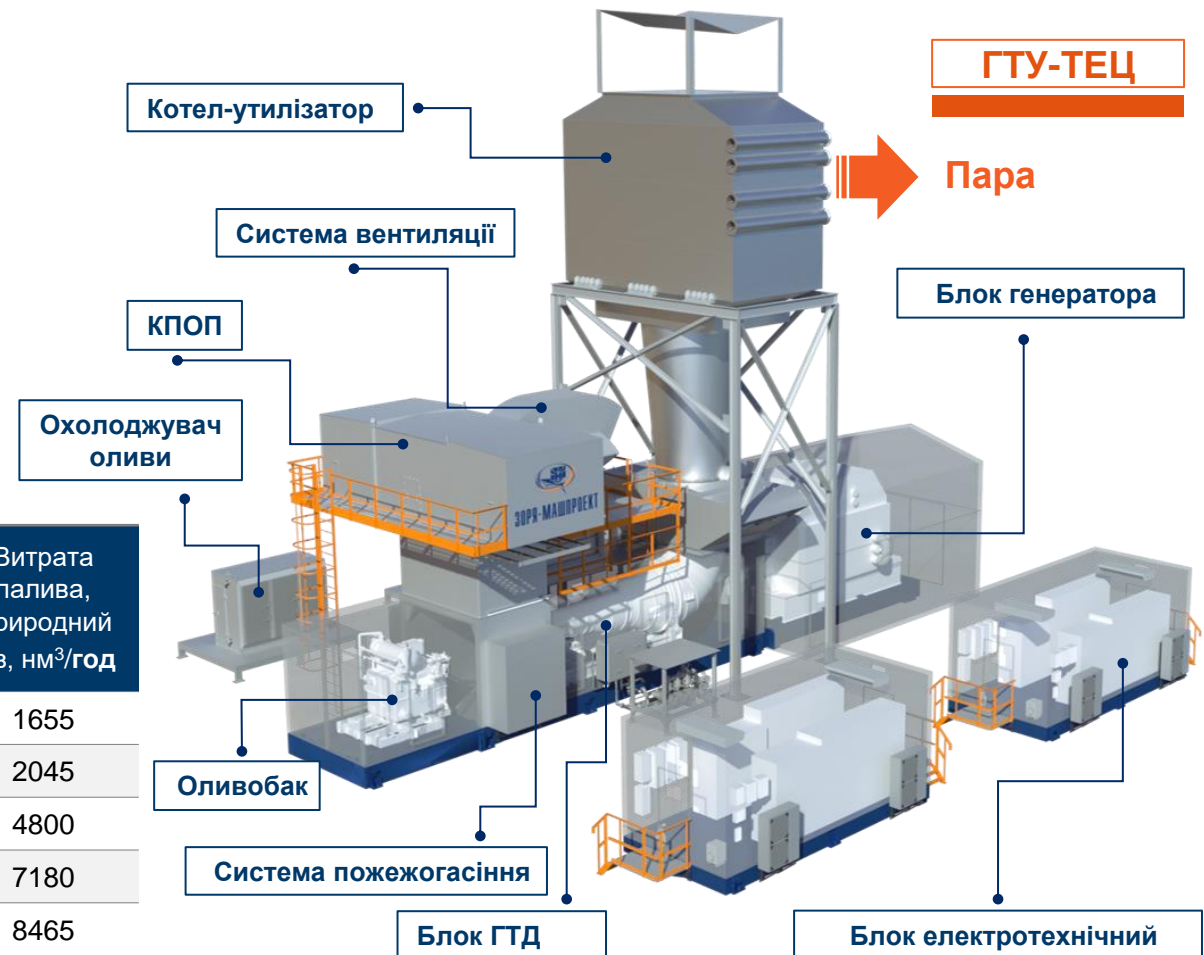 ГТУ-ТЕЦ
Котел-утилізатор
Пара
Система вентиляції
Блок генератора
КПОП
Охолоджувач
оливи
ЗОРЯ-МАШПРОЕКТ
Витрата
палива,
риродний
з, нм³/год
1655
2045
4800
7180
8465
Оливобак
Система пожежогасіння
Блок ГТД
Блок електротехнічний